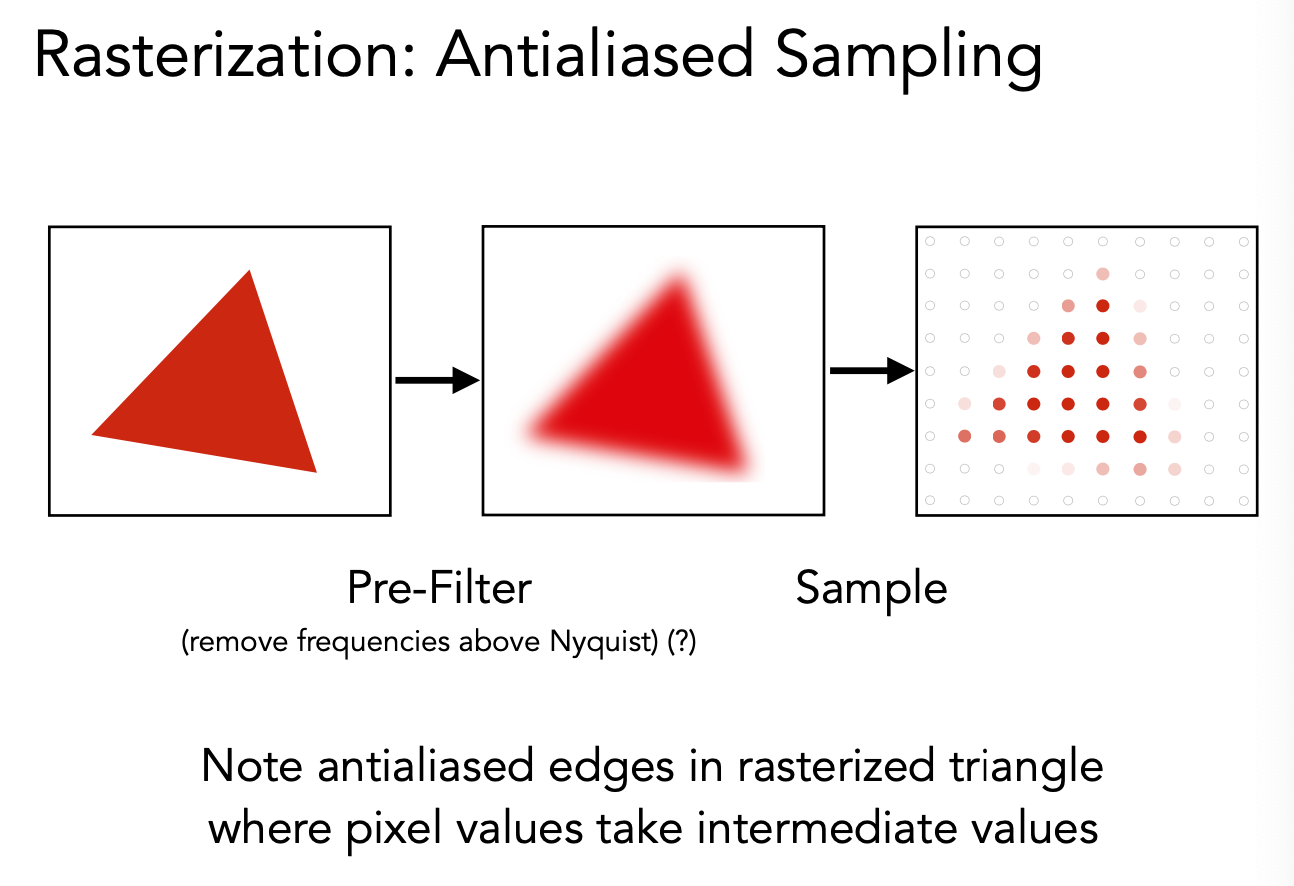 Rasterization: Antialiased Sampling
Pre-Filter
Sample
(remove frequencies above Nyquist) (?)
Note antialiased edges in rasterized triangle
where pixel values take intermediate values